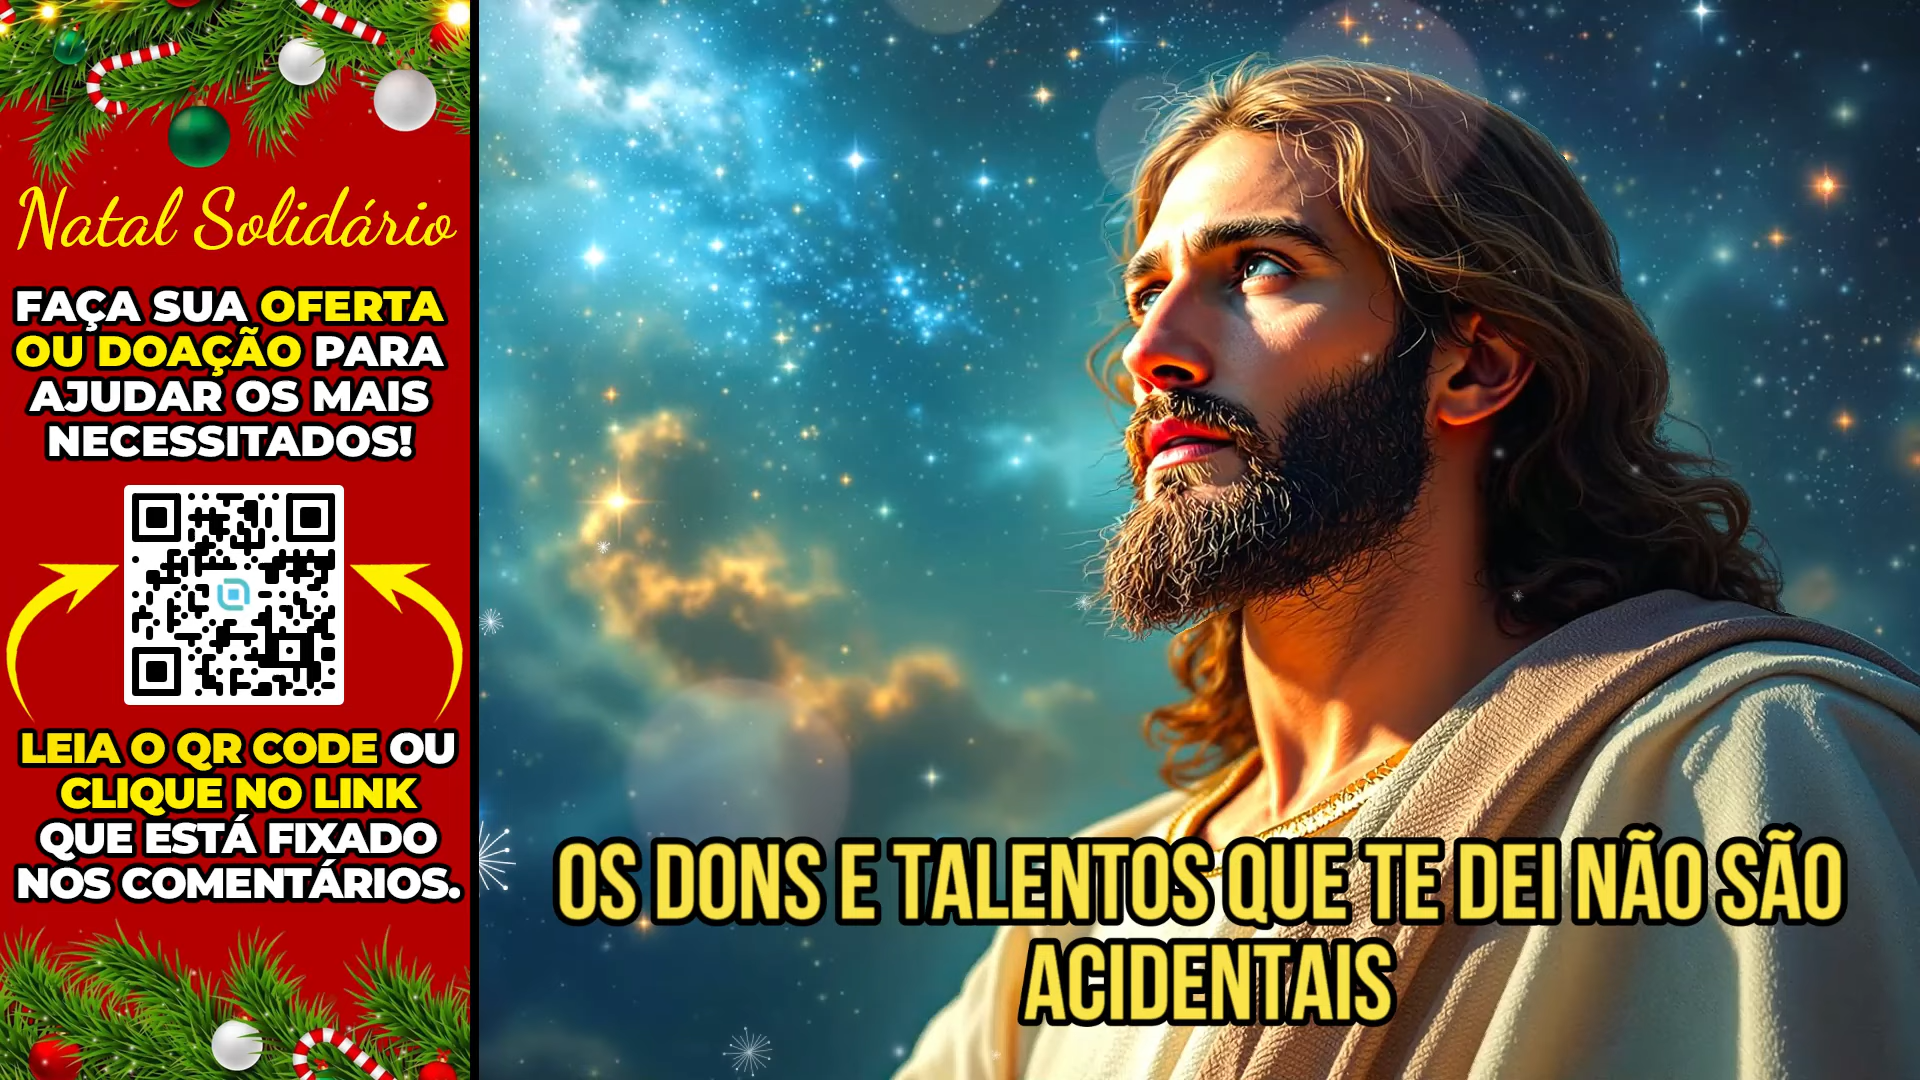 Natal Solidário
FAÇA SUA OFERTA
OU DOAÇÃO PARA
AJUDAR OS MAIS
NECESSITADOS!
LEIA O QR CODE OU
CLIQUE NO LINK
QUE ESTÁ FIXADO
NOS COMENTÁRIOS.
OS DONS E TALENTOS QUE TE DEI NÃO SÃO
ACIDENTAIS